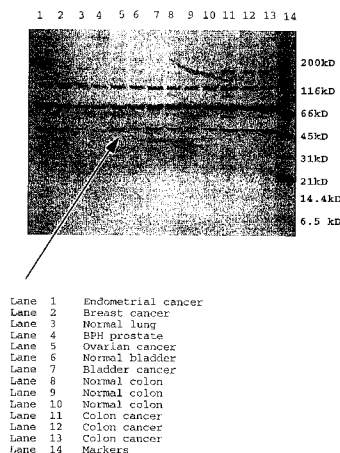 1 2 3 4 5 6 7 8 9 10 11 12 13 14
200kD
116kD
66kD
45kD
31kD
21kD
14.4kD
6.5 kD
Lane 1 Endometrial cancer
Lane 2 Breast cancer
Lane 3 Normal lung
Lane 4 BPH prostate
Lane 5 Ovarian cancer
Lane 6 Normal bladder
Lane 7 Bladder cancer
Lane 8 Normal colon
Lane 9 Normal colon
Lane 10 Normal colon
Lane 11 Colon cancer
Lane 12 Colon cancer
Lane 13 Colon cancer
Lane 14 Markers